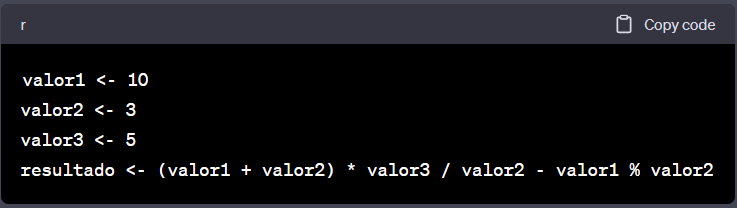 r
Copy code
valor1 <- 10
valor2 <- 3
valor3 <- 5
resultado <- (valor1 + valor2) * valor3 / valor2 - valor1 % valor2